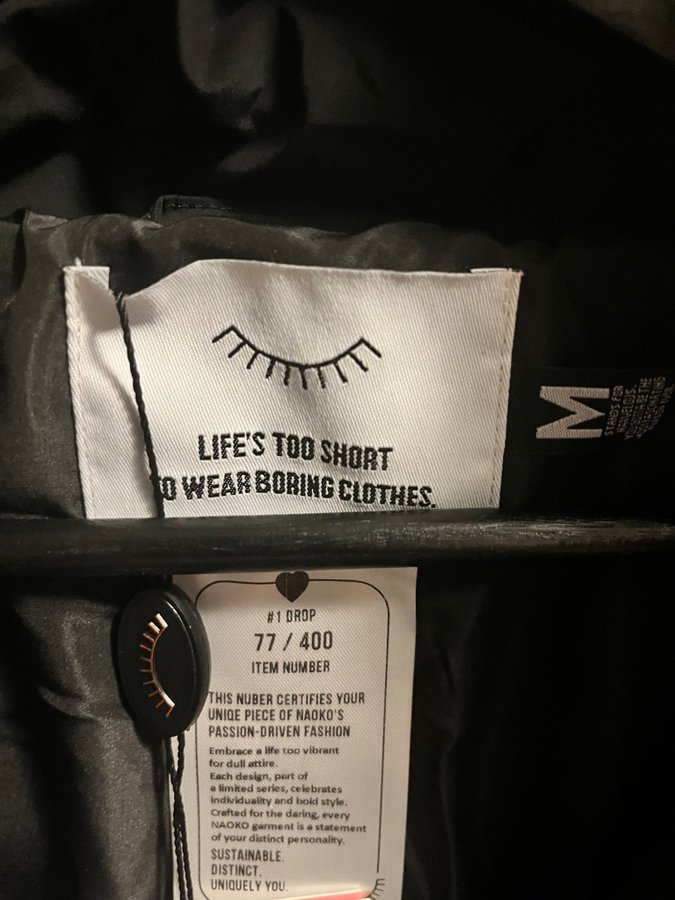 LIFE'S TOO SHORT
TO WEAR BORING CLOTHES.
M
STANDS FOR
#1 DROP
77 / 400
ITEM NUMBER
THIS NUBER CERTIFIES YOUR
UNIQE PIECE OF NAOKO'S
PASSION-DRIVEN FASHION
Embrace a life too vibrant
for dull attire.
Each design, part of
a limited series, celebrates
individuality and bold style.
Crafted for the daring, every
NAOKO garment is a statement
of your distinct personality.
SUSTAINABLE.
DISTINCT.
UNIQUELY YOU.